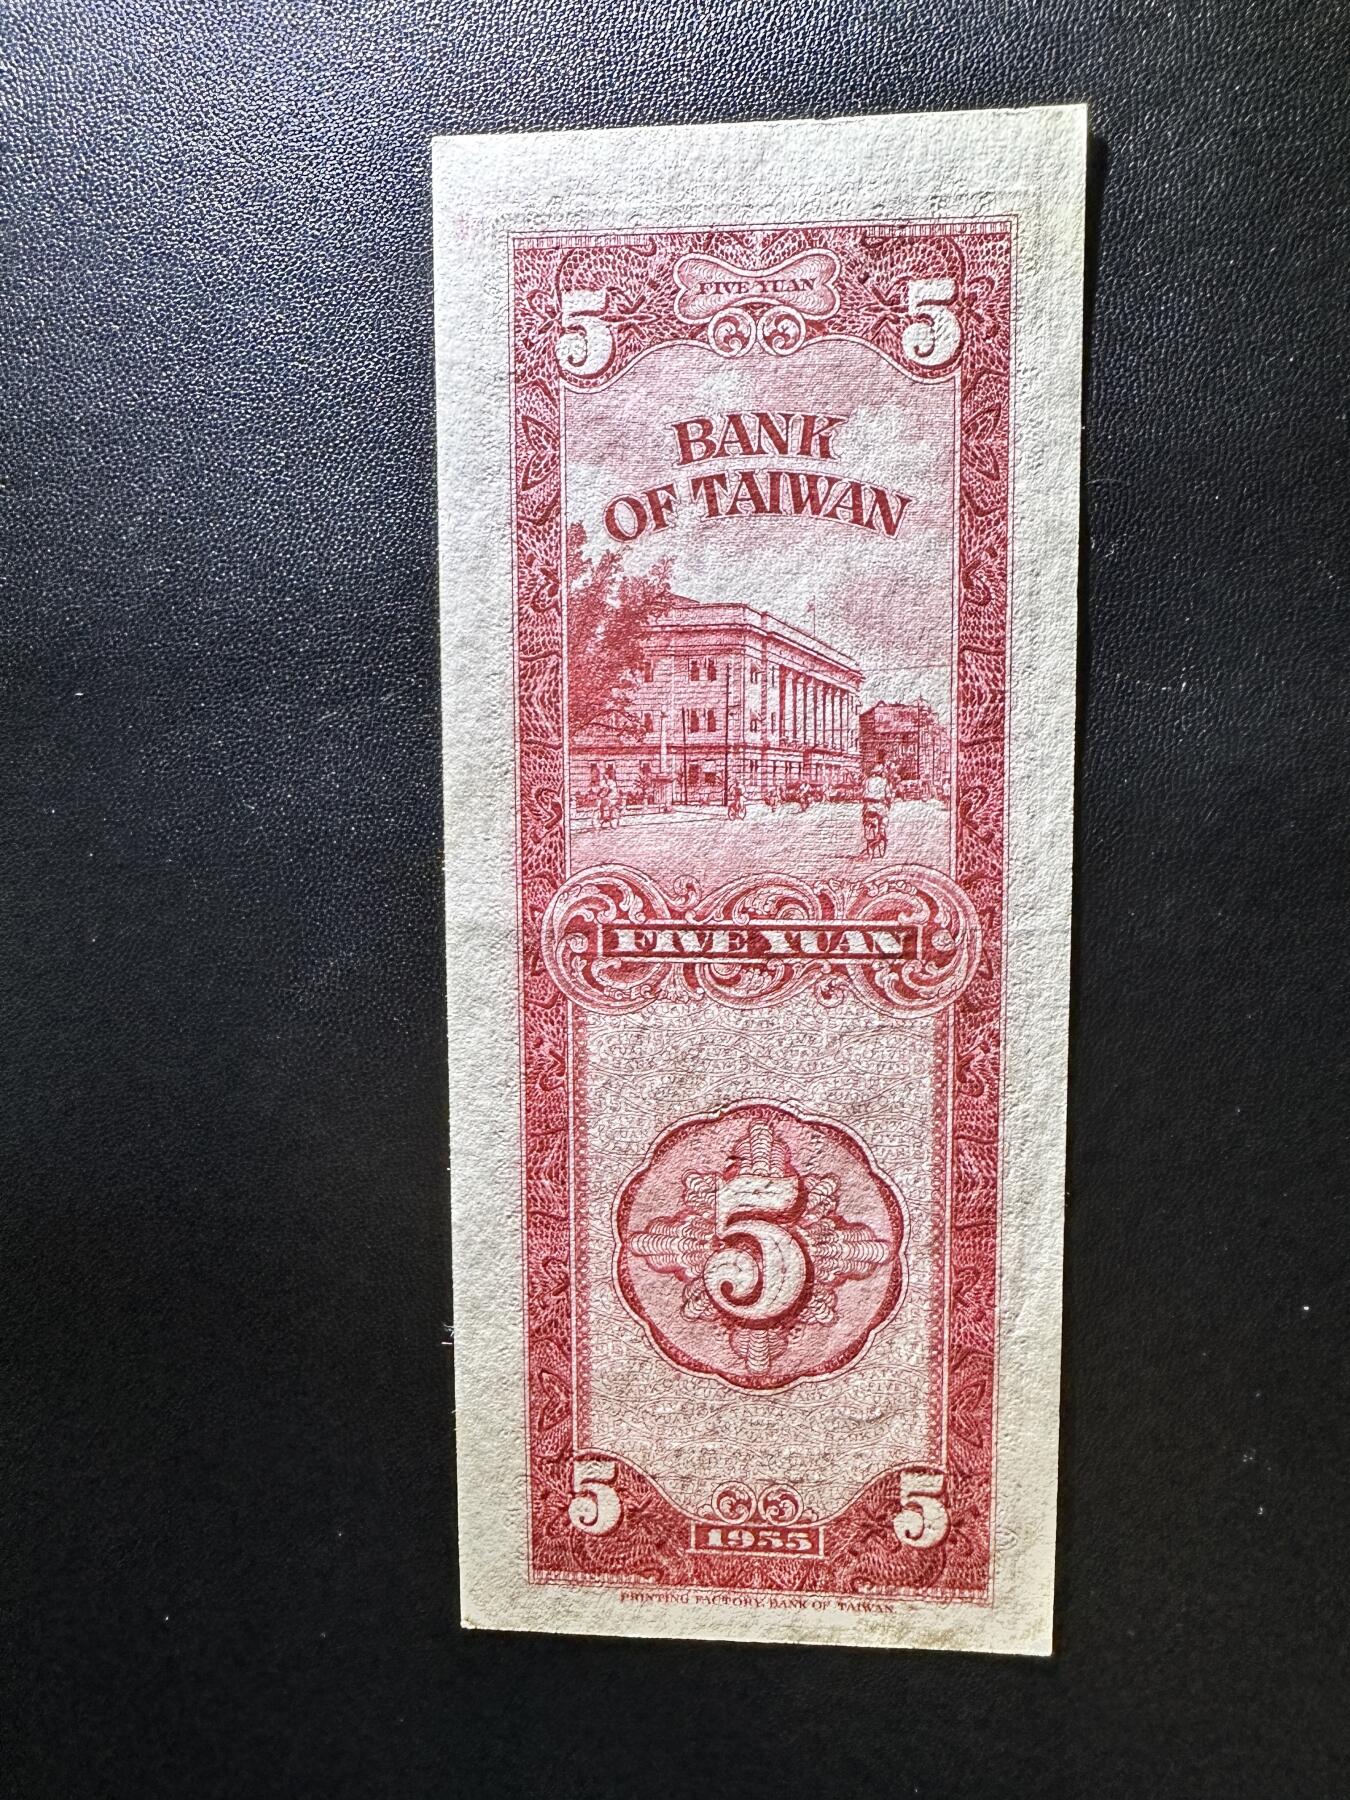 FIVE YUAN
5 5
BANK
OF TAIWAN
FIVE YUAN
5
5 5
1955
PRINTING FACTORY, BANK OF TAIWAN.